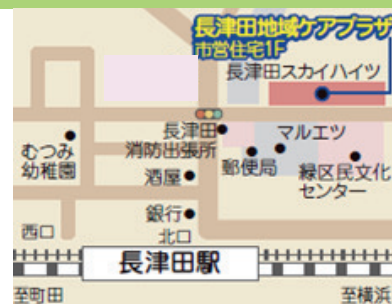 長津田地域ケアプラザ
市営住宅1F
長津田スカイハイツ
長津田
消防出張所
マルエツ
むつみ
幼稚園
郵便局
緑区民文化
センター
酒屋
銀行
西口
北口
長津田駅
至町田
至横浜